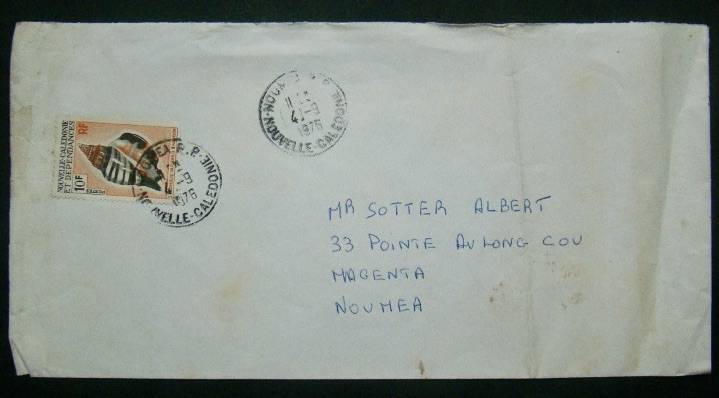 NOUVELLE-CALEDONIE
ET DEPENDANCES
RF
10F
R.P.
1976
NOUVELLE-CALEDONIE
1976
NOUVELLE-CALEDONIE
MR SOTTER ALBERT
33 POINTE AU LONG COU
MAGENTA
NOUMEA